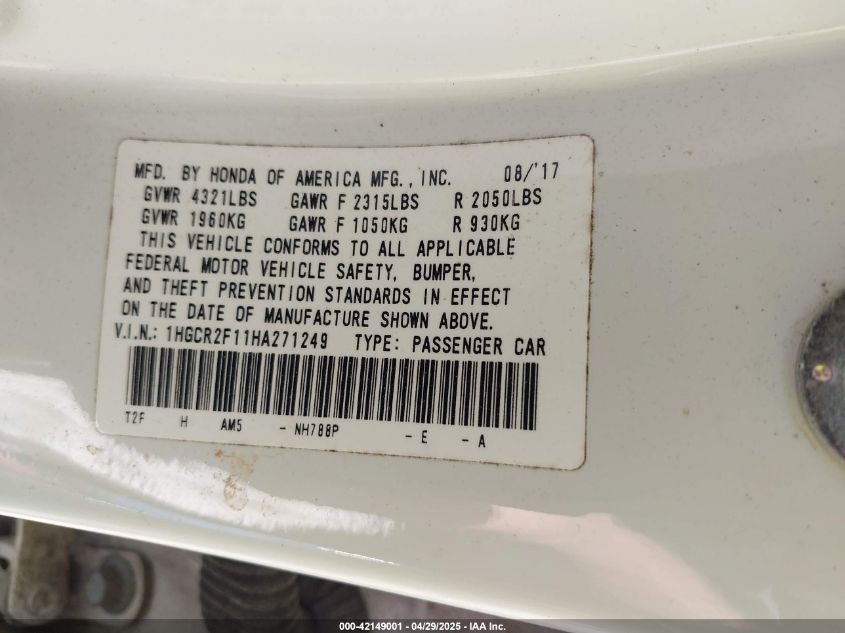 MFD. BY HONDA OF AMERICA MFG., INC. 08/'17
GVWR 4321LBS GAWR F 2315LBS R 2050LBS
GVWR 1960KG GAWR F 1050KG R 930KG
THIS VEHICLE CONFORMS TO ALL APPLICABLE
FEDERAL MOTOR VEHICLE SAFETY, BUMPER,
AND THEFT PREVENTION STANDARDS IN EFFECT
ON THE DATE OF MANUFACTURE SHOWN ABOVE.
V.I.N.: 1HGCR2F11HA271249 TYPE: PASSENGER CAR
T2F H AM5 - NH788P - E - A
000-42149001 - 04/29/2025 - IAA Inc.